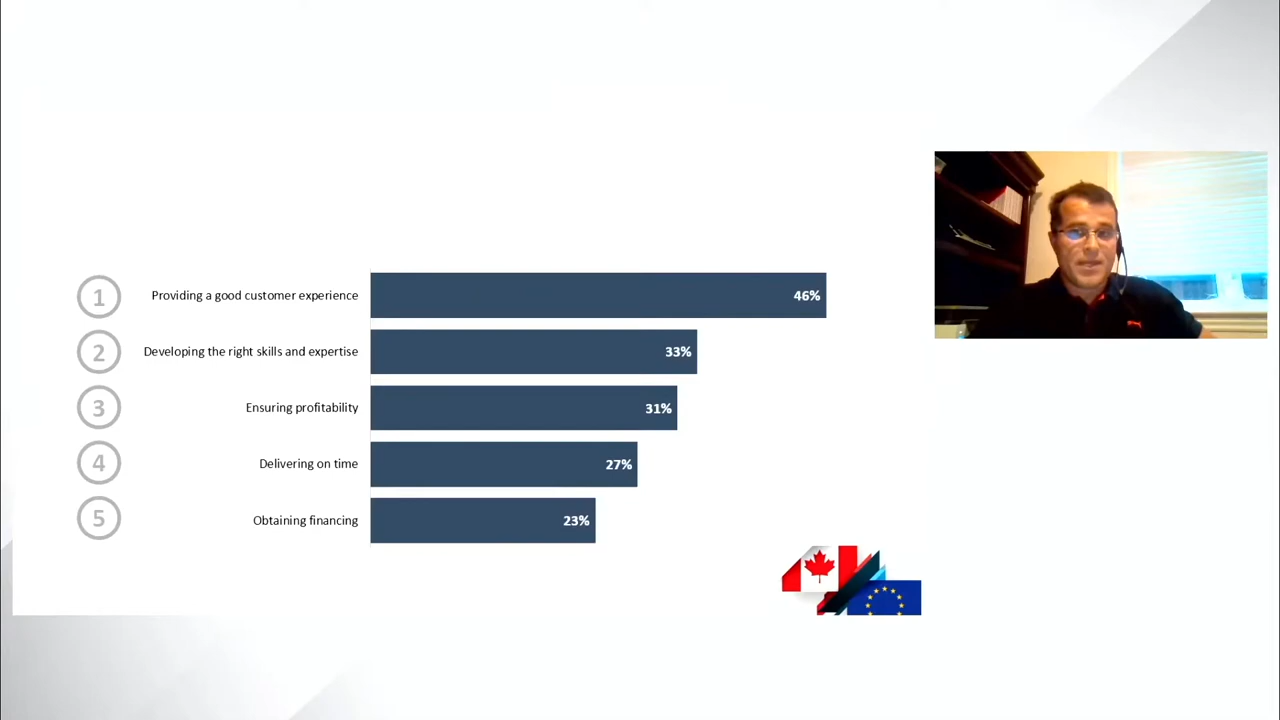 1 Providing a good customer experience 46%
2 Developing the right skills and expertise 33%
3 Ensuring profitability 31%
4 Delivering on time 27%
5 Obtaining financing 23%